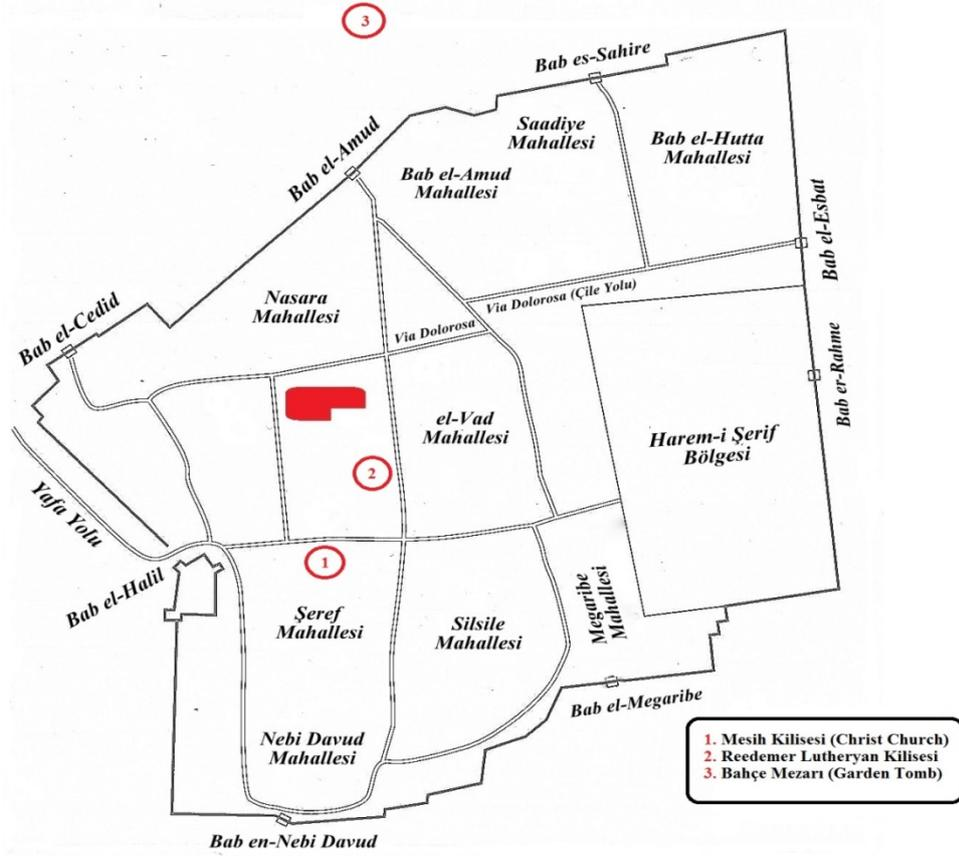 3
Bab es-Sahire
Saadiye
Mahallesi
Bab el-Hutta
Mahallesi
Bab el-Amud
Bab el-Amud
Mahallesi
Bab el-Esbat
Nasara
Mahallesi
Via Dolorosa (Çile Yolu)
Via Dolorosa
Bab el-Cedid
Bab er-Rahme
el-Vad
Mahallesi
Harem-i Şerif
Bölgesi
2
Yafa Yolu
1
Bab el-Halil
Şeref
Mahallesi
Silsile
Mahallesi
Megaribe
Mahallesi
Bab el-Megaribe
Nebi Davud
Mahallesi
Bab en-Nebi Davud
1. Mesih Kilisesi (Christ Church)
2. Reedemer Lutheryan Kilisesi
3. Bahçe Mezarı (Garden Tomb)